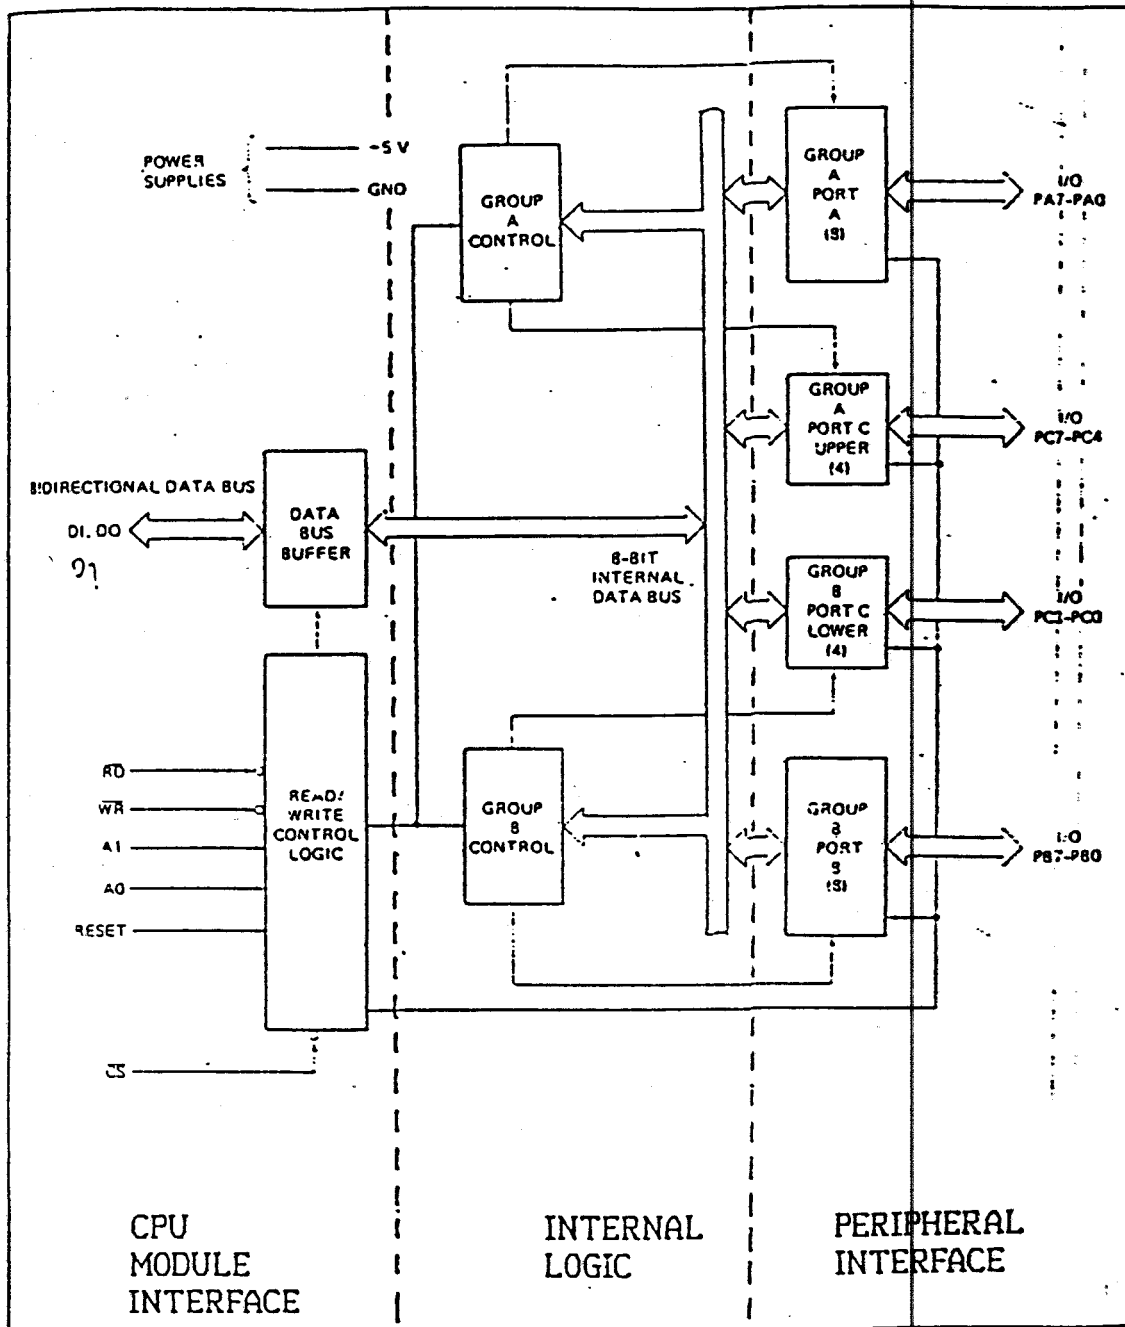 POWER
SUPPLIES
-5 V
GND
GROUP
A
CONTROL
GROUP
A
PORT
A
(8)
I/O
PA7-PA0
GROUP
A
PORT C
UPPER
(4)
I/O
PC7-PC4
BIDIRECTIONAL DATA BUS
D1. D0
DATA
BUS
BUFFER
8-BIT
INTERNAL
DATA BUS
GROUP
B
PORT C
LOWER
(4)
I/O
PC3-PC0
RD
WR
A1
A0
RESET
CS
READ/
WRITE
CONTROL
LOGIC
GROUP
B
CONTROL
GROUP
B
PORT
B
(8)
I/O
PB7-PB0
CPU
MODULE
INTERFACE
INTERNAL
LOGIC
PERIPHERAL
INTERFACE